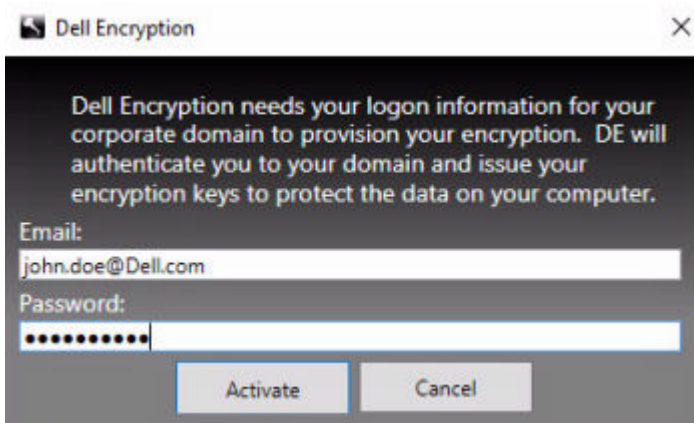 Dell Encryption
Dell Encryption needs your logon information for your
corporate domain to provision your encryption.  DE will
authenticate you to your domain and issue your
encryption keys to protect the data on your computer.
Email:
john.doe@Dell.com
Password:
••••••••••
Activate
Cancel